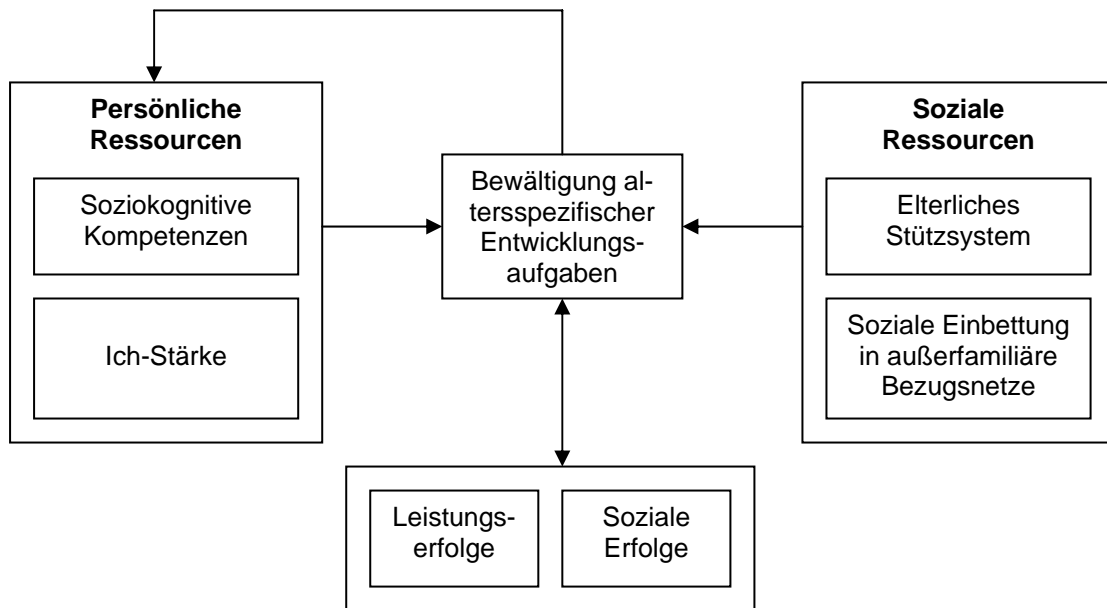 Persönliche
Ressourcen
Soziokognitive
Kompetenzen
Ich-Stärke
Bewältigung al-
tersspezifischer
Entwicklungs-
aufgaben
Soziale
Ressourcen
Elterliches
Stützsystem
Soziale Einbettung
in außerfamiliäre
Bezugsnetze
Leistungs-
erfolge
Soziale
Erfolge